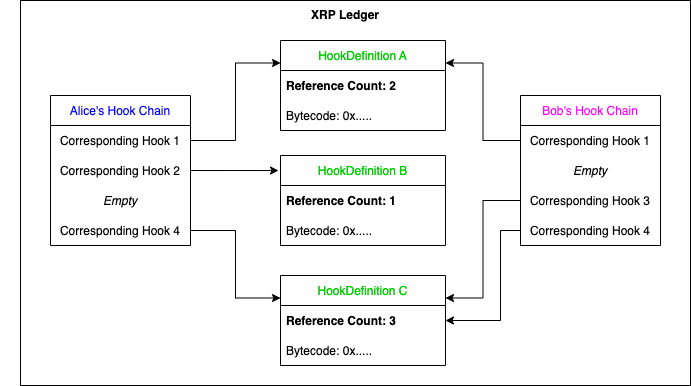 XRP Ledger
Alice's Hook Chain
Corresponding Hook 1
Corresponding Hook 2
Empty
Corresponding Hook 4
HookDefinition A
Reference Count: 2
Bytecode: 0x.....
HookDefinition B
Reference Count: 1
Bytecode: 0x.....
HookDefinition C
Reference Count: 3
Bytecode: 0x.....
Bob's Hook Chain
Corresponding Hook 1
Empty
Corresponding Hook 3
Corresponding Hook 4